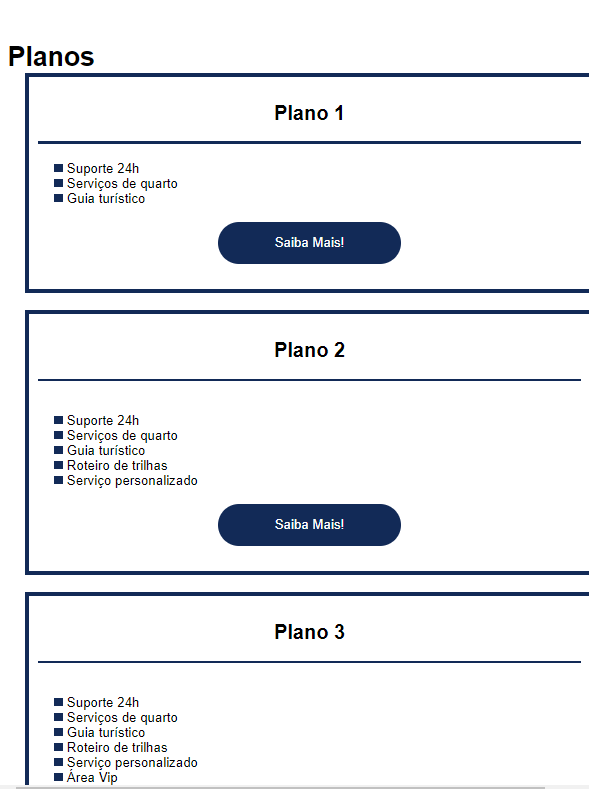 Planos
Plano 1
Suporte 24h
Serviços de quarto
Guia turístico
Saiba Mais!
Plano 2
Suporte 24h
Serviços de quarto
Guia turístico
Roteiro de trilhas
Serviço personalizado
Saiba Mais!
Plano 3
Suporte 24h
Serviços de quarto
Guia turístico
Roteiro de trilhas
Serviço personalizado
Área Vip